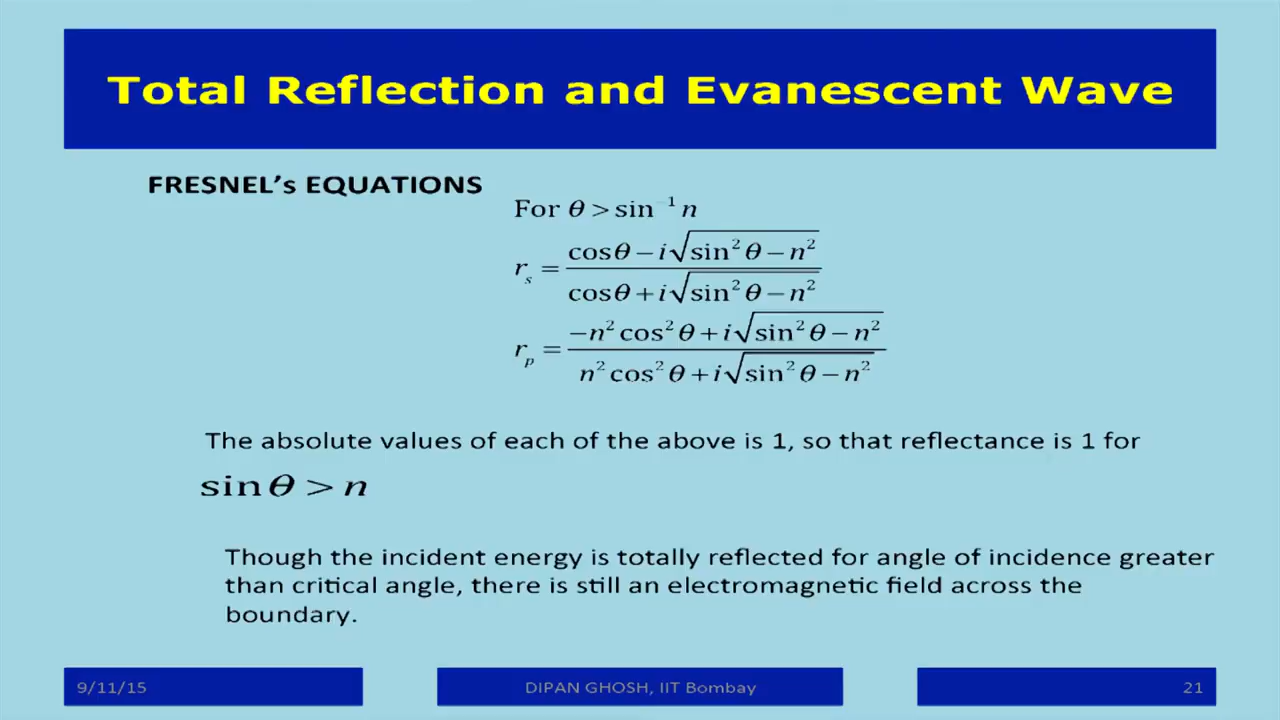 Total Reflection and Evanescent Wave
FRESNEL's EQUATIONS
For θ > sin⁻¹ n
r_s = (cosθ − i√(sin²θ − n²)) / (cosθ + i√(sin²θ − n²))
r_p = (−n² cos²θ + i√(sin²θ − n²)) / (n² cos²θ + i√(sin²θ − n²))
The absolute values of each of the above is 1, so that reflectance is 1 for
sinθ > n
Though the incident energy is totally reflected for angle of incidence greater
than critical angle, there is still an electromagnetic field across the
boundary.
9/11/15
DIPAN GHOSH, IIT Bombay
21